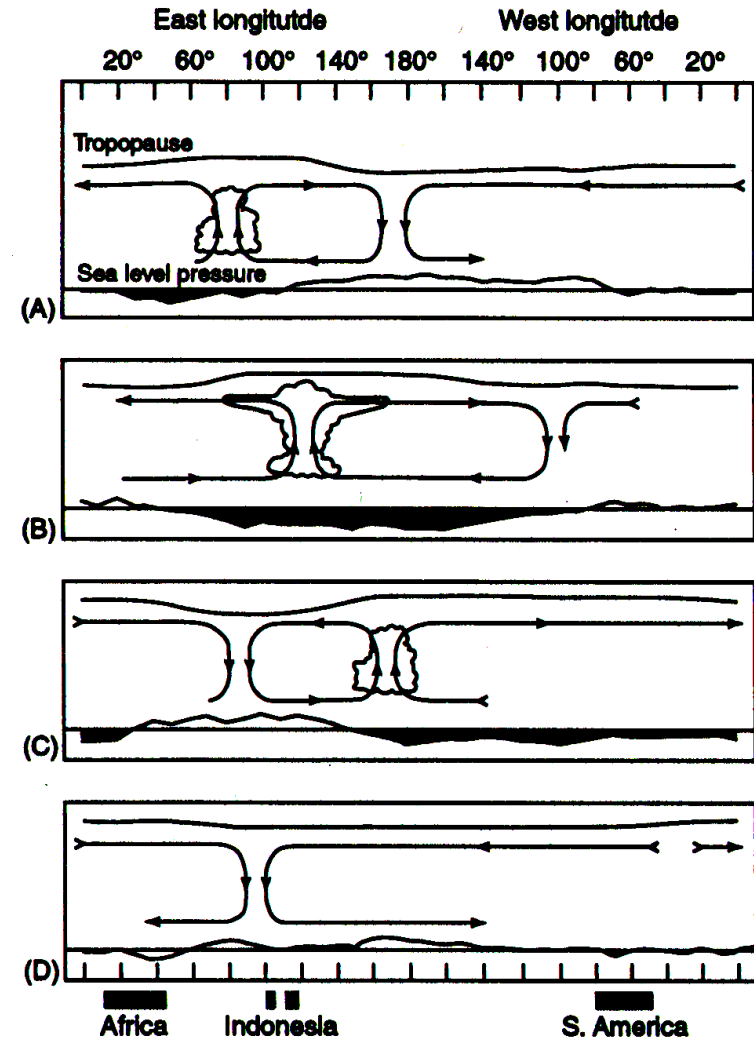 East longitutde West longitutde
20° 60° 100° 140° 180° 140° 100° 60° 20°
Tropopause
Sea level pressure
(A)
(B)
(C)
(D)
Africa Indonesia S. America